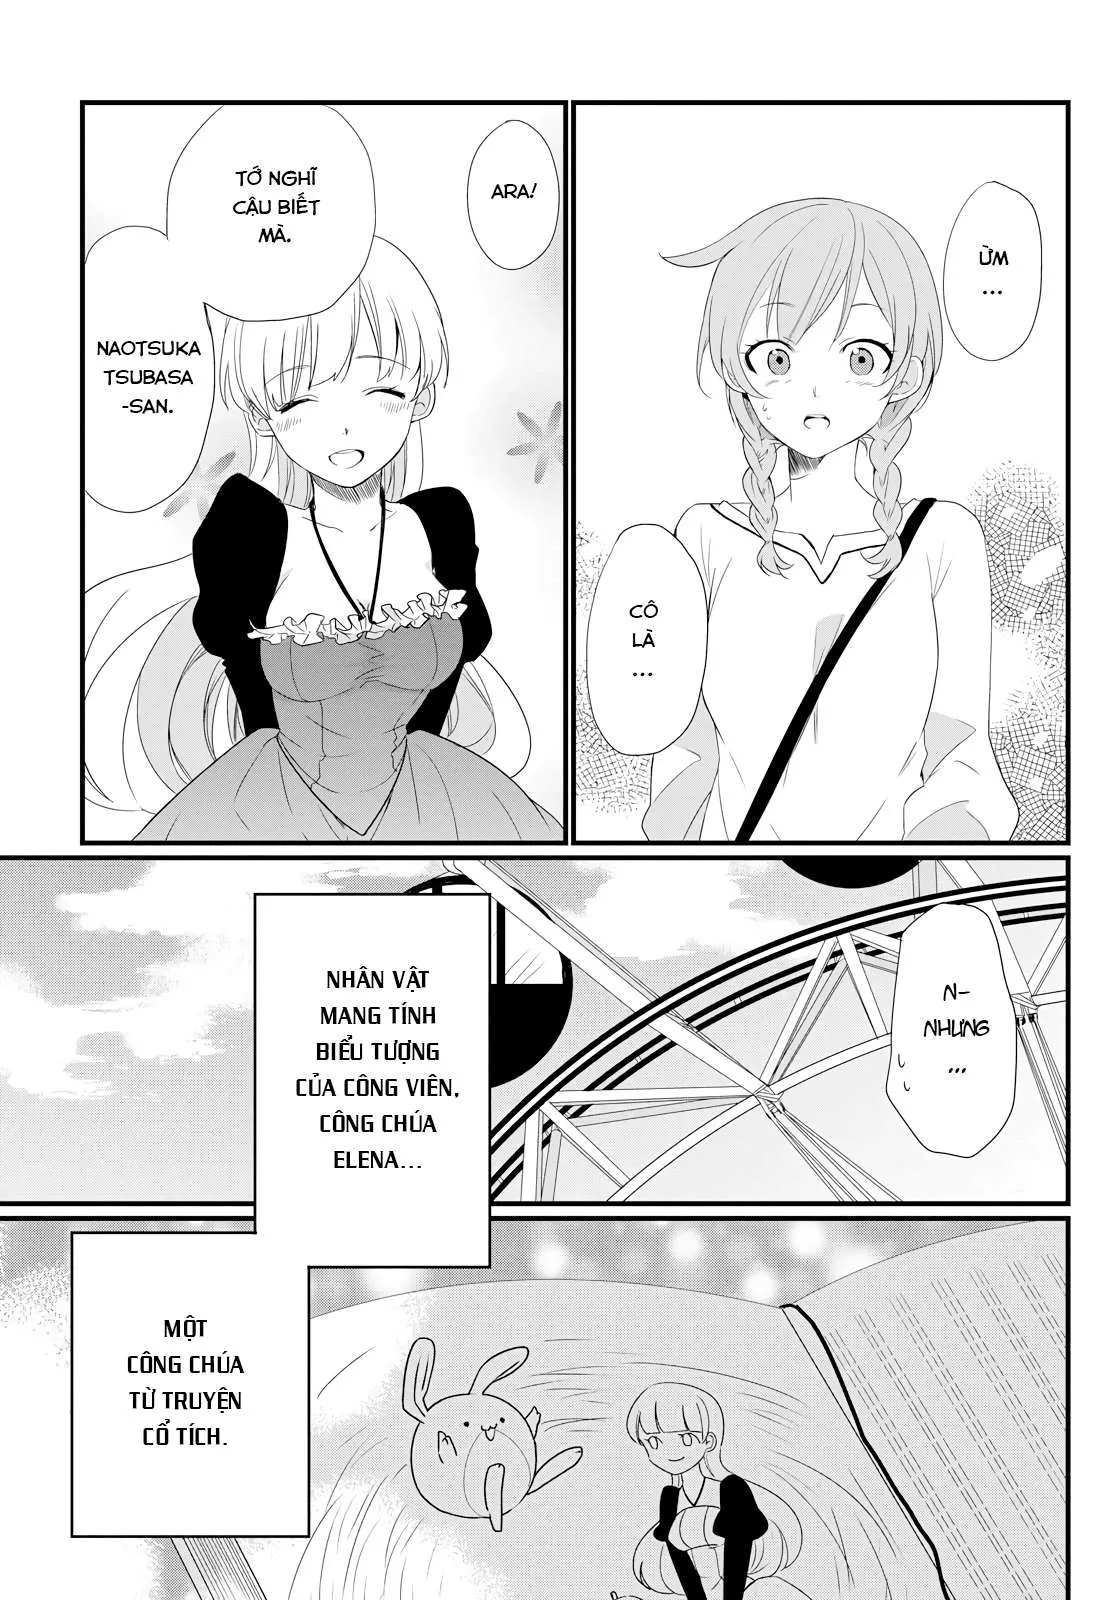 ỪM
...
CÔ
LÀ
...
ARA!
TỚ NGHĨ
CẬU BIẾT
MÀ.
NAOTSUKA
TSUBASA
-SAN.
N-
NHƯNG
...
NHÂN VẬT
MANG TÍNH
BIỂU TƯỢNG
CỦA CÔNG VIÊN,
CÔNG CHÚA
ELENA...
MỘT
CÔNG CHÚA
TỪ TRUYỆN
CỔ TÍCH.